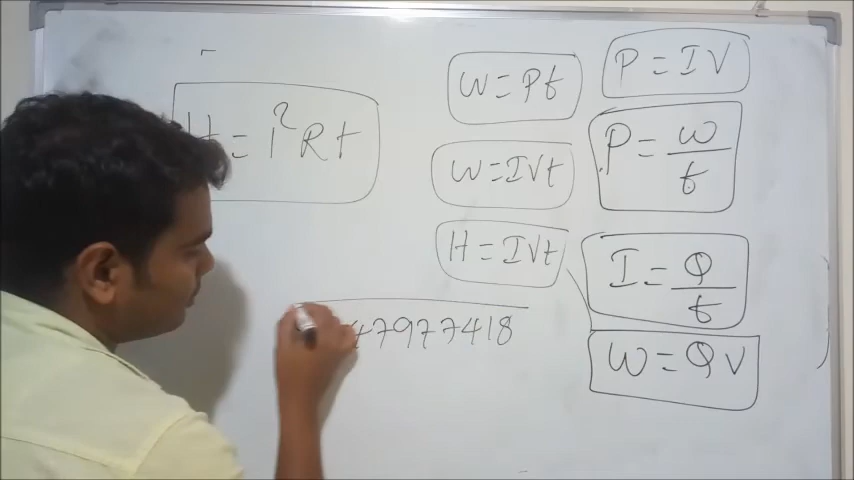 H = I²Rt
W = Pt
W = IVt
H = IVt
47977418
P = IV
P = W/t
I = Q/t
W = QV